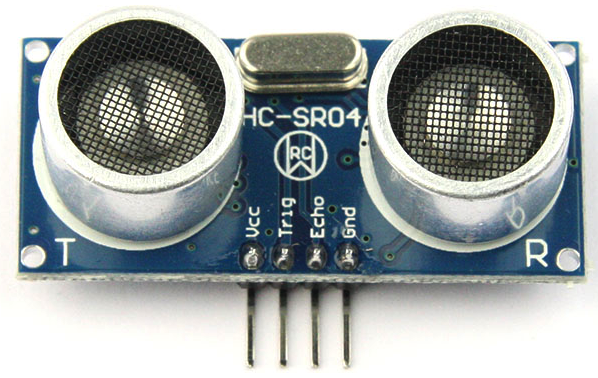 HC-SR04
RC
Vcc
Trig
Echo
Gnd
T
R